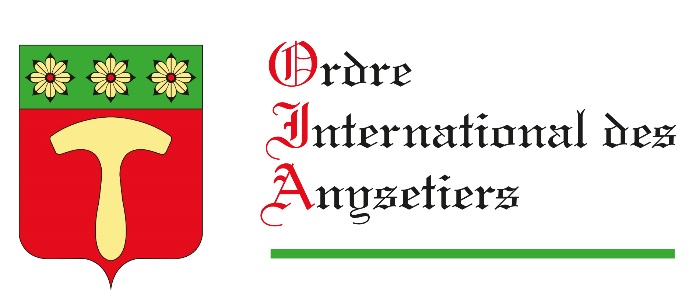 Ordre
International des
Anysetiers